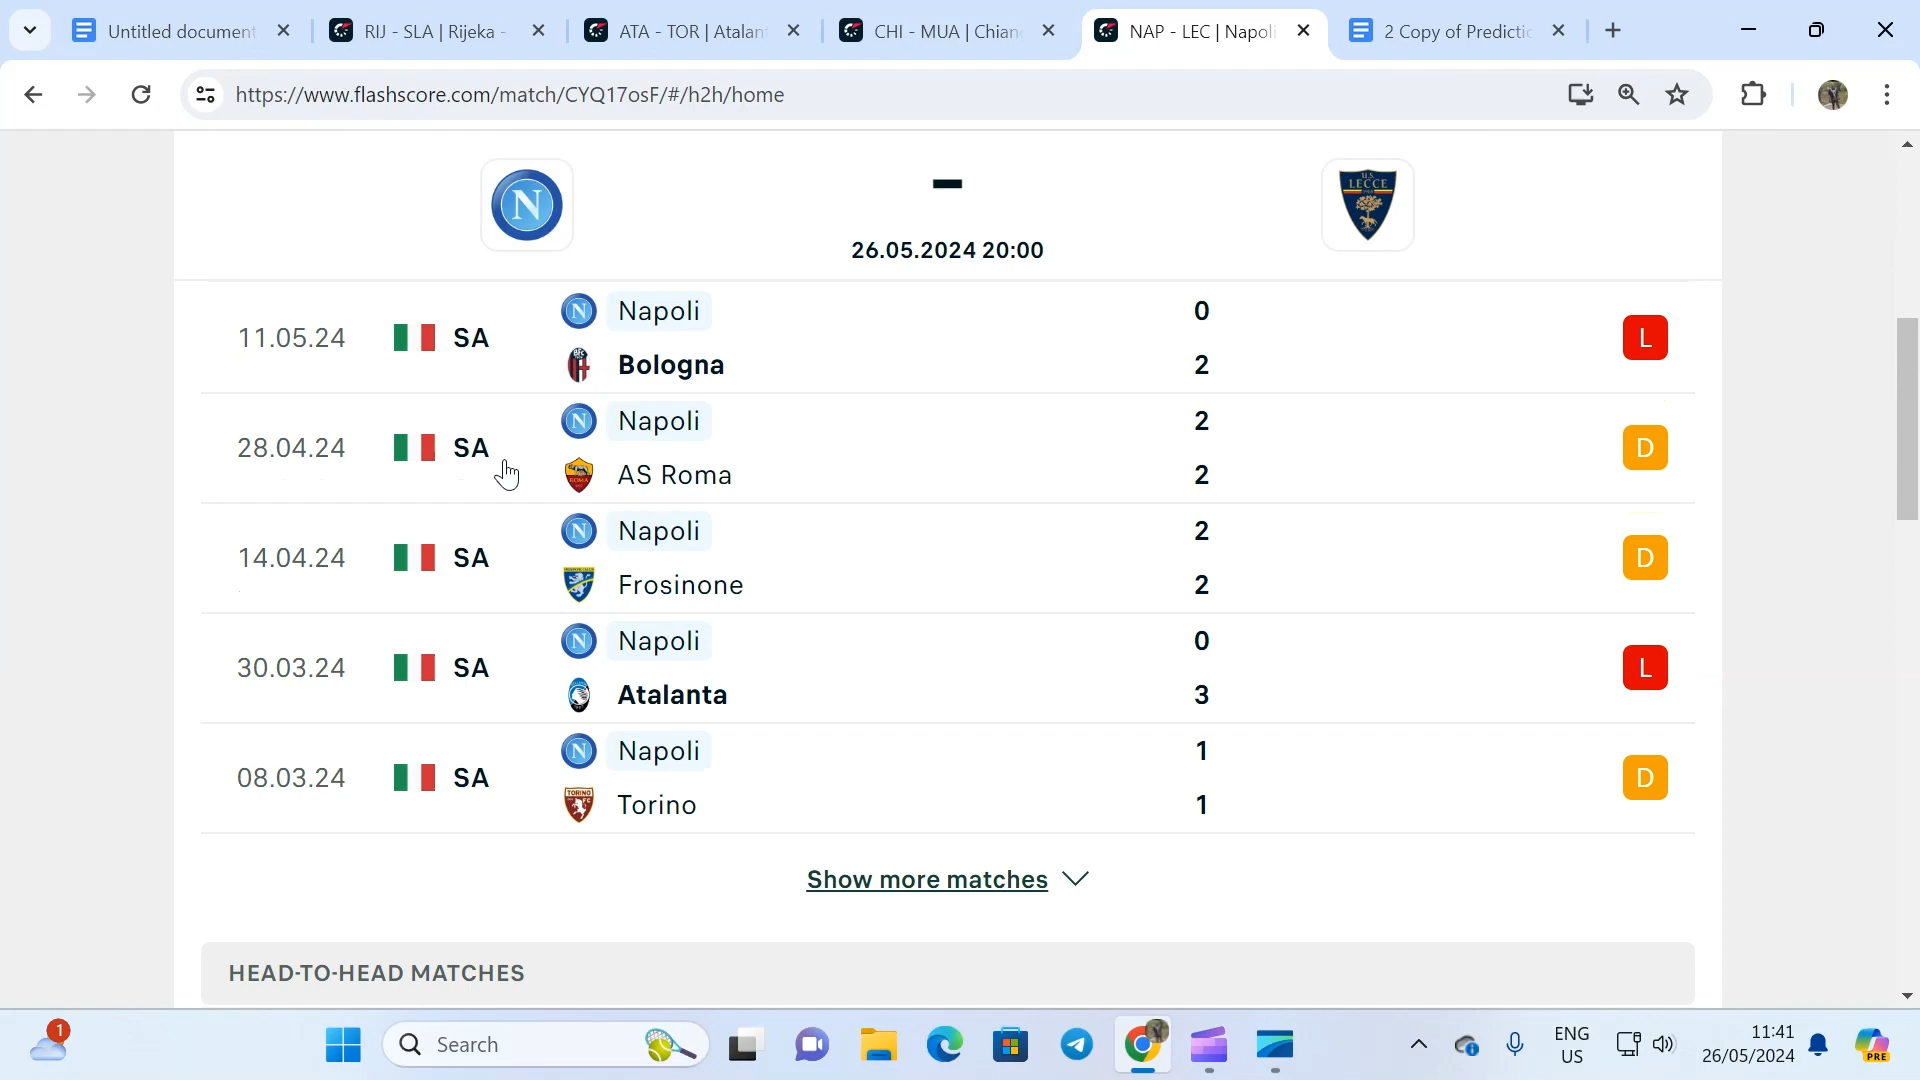 Untitled document
RIJ - SLA | Rijeka -
ATA - TOR | Atalan
CHI - MUA | Chian
NAP - LEC | Napoli
2 Copy of Predictic
https://www.flashscore.com/match/CYQ17osF/#/h2h/home
N
-
U.S. LECCE
26.05.2024 20:00
11.05.24 SA Napoli 0 L
Bologna 2
28.04.24 SA Napoli 2 D
AS Roma 2
14.04.24 SA Napoli 2 D
Frosinone 2
30.03.24 SA Napoli 0 L
Atalanta 3
08.03.24 SA Napoli 1 D
Torino 1
Show more matches
HEAD-TO-HEAD MATCHES
1
Search
ENG
US
11:41
26/05/2024
PRE